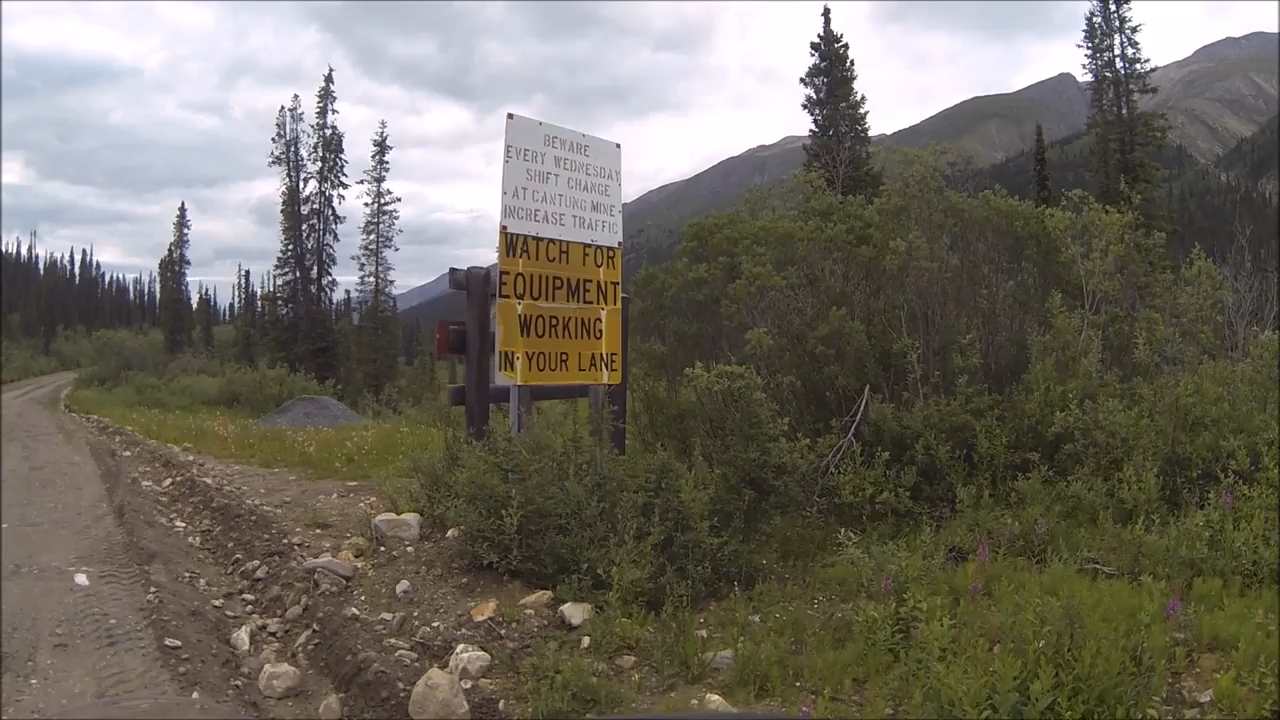 BEWARE
EVERY WEDNESDAY
SHIFT CHANGE
AT CANTUNG MINE
INCREASE TRAFFIC
WATCH FOR
EQUIPMENT
WORKING
IN YOUR LANE